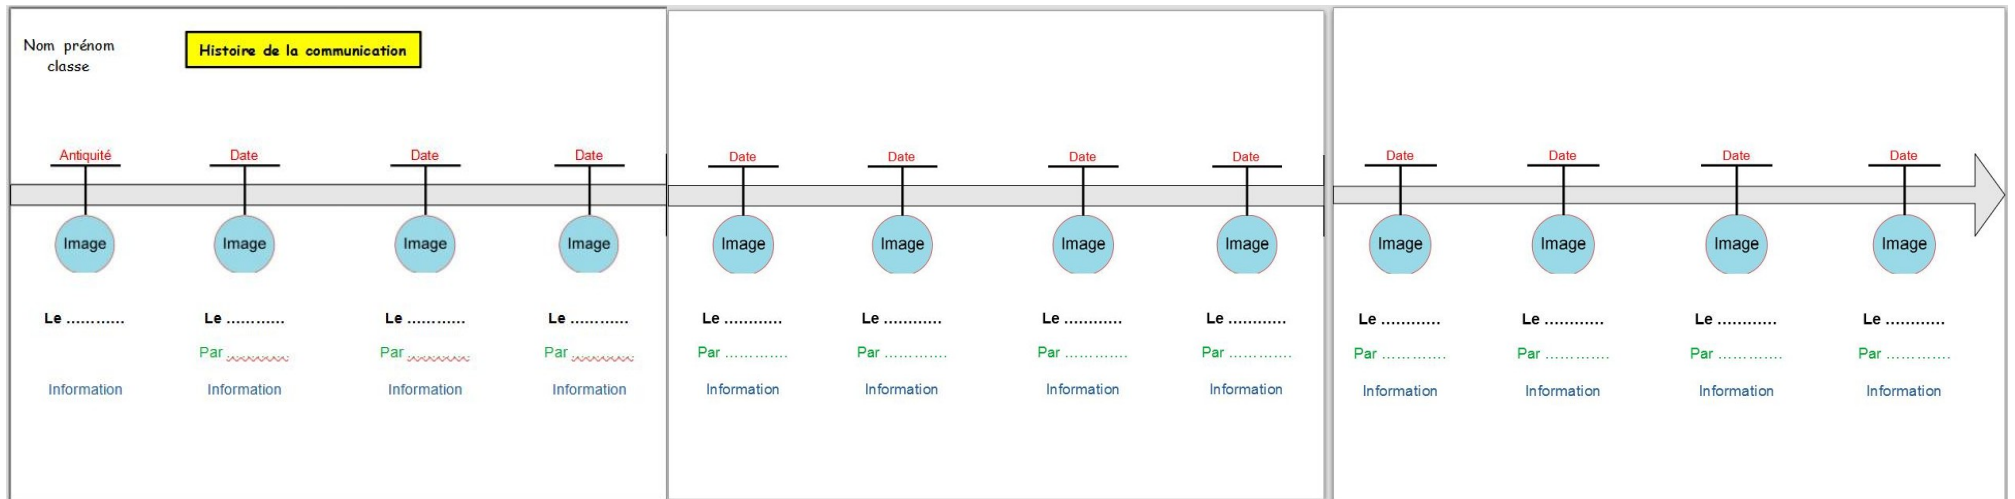 Nom prénom
classe
Histoire de la communication
Antiquité Date Date Date Date Date Date Date Date Date Date Date
Image Image Image Image Image Image Image Image Image Image Image Image
Le ............ Le ............ Le ............ Le ............ Le ............ Le ............ Le ............ Le ............ Le ............ Le ............ Le ............ Le ............
Par ............. Par ............. Par ............. Par ............. Par ............. Par ............. Par ............. Par ............. Par ............. Par ............. Par .............
Information Information Information Information Information Information Information Information Information Information Information Information